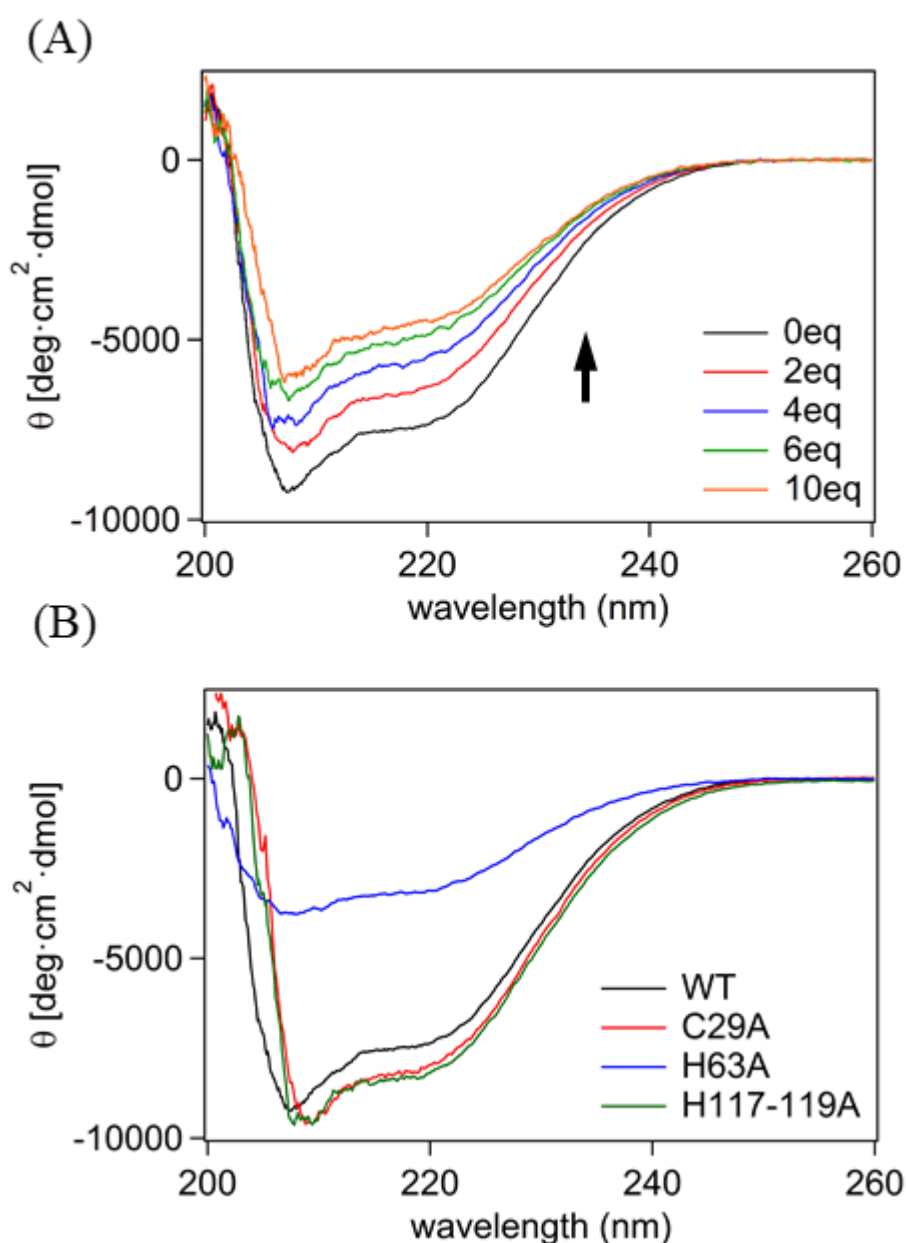 (A)
0
-5000
-10000
θ [deg·cm²·dmol]
0eq
2eq
4eq
6eq
10eq
200 220 240 260
wavelength (nm)
(B)
0
-5000
-10000
θ [deg·cm²·dmol]
WT
C29A
H63A
H117-119A
200 220 240 260
wavelength (nm)